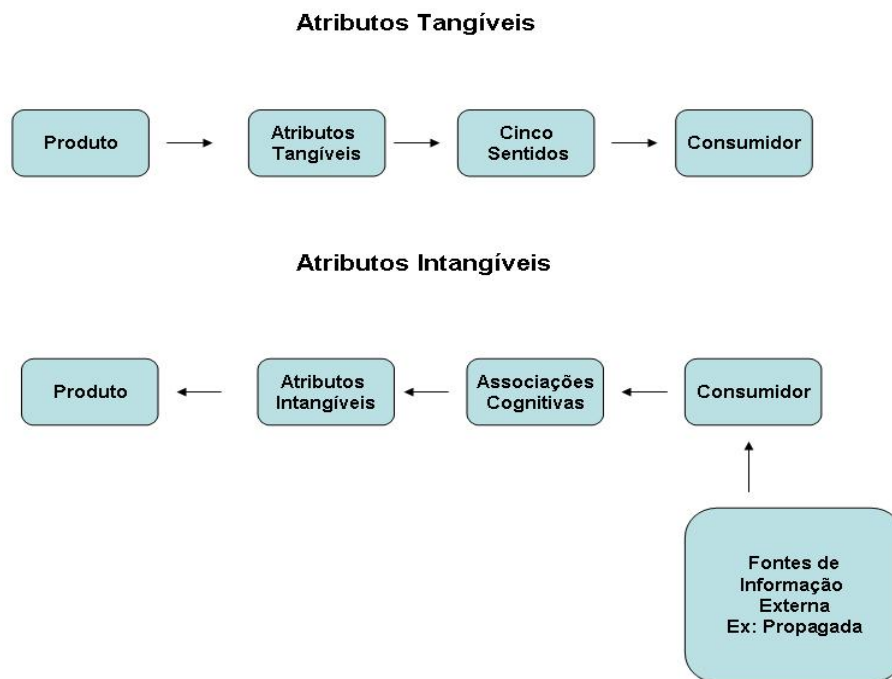 Atributos Tangíveis
Produto
Atributos
Tangíveis
Cinco
Sentidos
Consumidor
Atributos Intangíveis
Produto
Atributos
Intangíveis
Associações
Cognitivas
Consumidor
Fontes de
Informação
Externa
Ex: Propagada